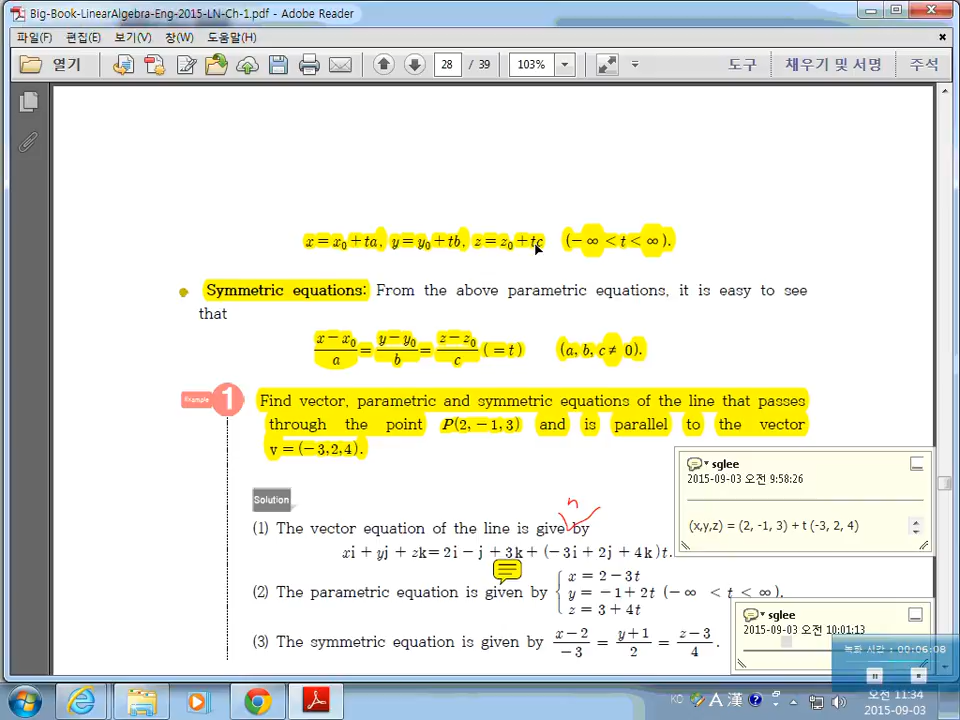 Big-Book-LinearAlgebra-Eng-2015-LN-Ch-1.pdf - Adobe Reader
파일(F) 편집(E) 보기(V) 창(W) 도움말(H)
열기 28 / 39 103% 도구 채우기 및 서명 주석
x = x₀ + ta, y = y₀ + tb, z = z₀ + tc (−∞ < t < ∞).
Symmetric equations: From the above parametric equations, it is easy to see
that
(x−x₀)/a = (y−y₀)/b = (z−z₀)/c (= t) (a, b, c ≠ 0).
Example 1 Find vector, parametric and symmetric equations of the line that passes
through the point P(2, −1, 3) and is parallel to the vector
v = (−3, 2, 4).
sglee
2015-09-03 오전 9:58:26
(x,y,z) = (2, -1, 3) + t (-3, 2, 4)
Solution
n
(1) The vector equation of the line is give by
xi + yj + zk = 2i − j + 3k + (−3i + 2j + 4k)t.
x = 2 − 3t
(2) The parametric equation is given by y = −1 + 2t (−∞ < t < ∞).
z = 3 + 4t
sglee
2015-09-03 오전 10:01:13
(3) The symmetric equation is given by (x−2)/−3 = (y+1)/2 = (z−3)/4.
녹화 시간 : 00:06:08
KC A 漢
오전 11:34
2015-09-03